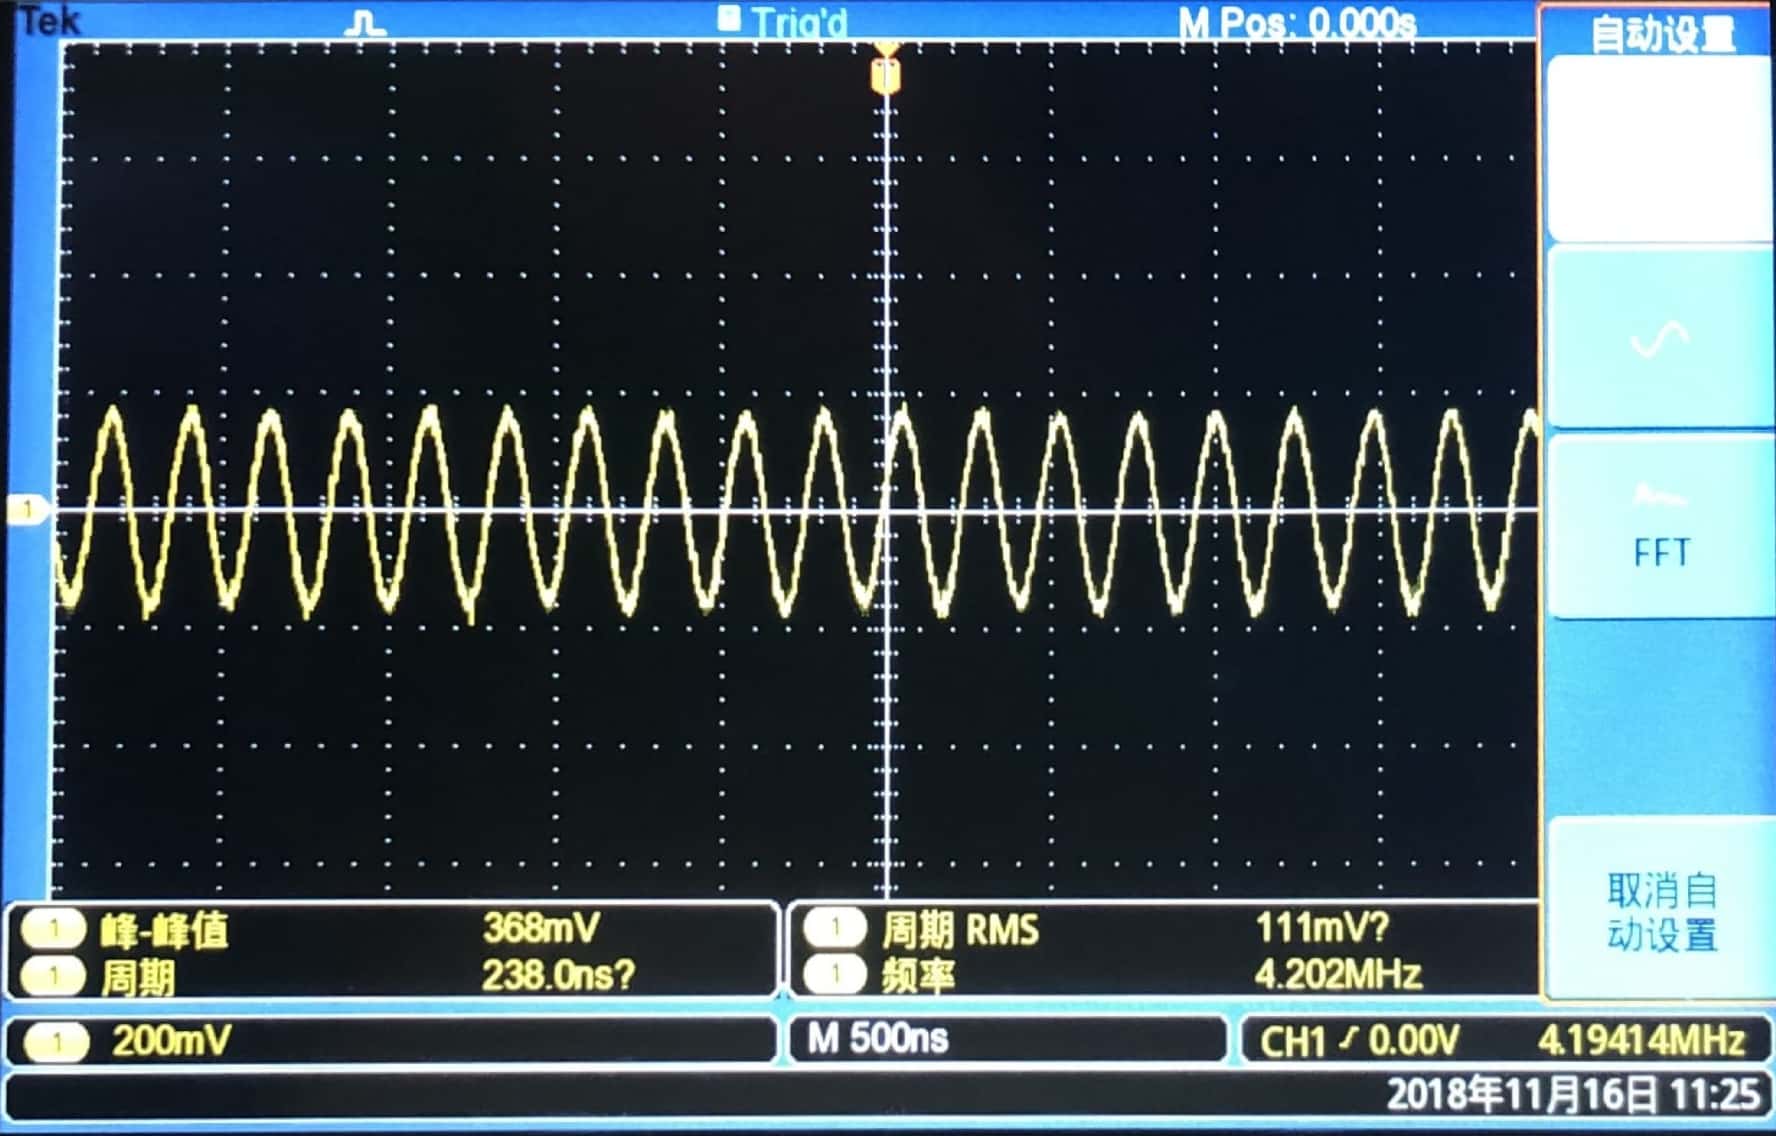 Tek Trig'd M Pos: 0.000s
自动设置
1
FFT
取消自
动设置
1 峰-峰值 368mV
1 周期 238.0ns?
1 周期 RMS 111mV?
1 频率 4.202MHz
1 200mV
M 500ns
CH1 0.00V 4.19414MHz
2018年11月16日 11:25